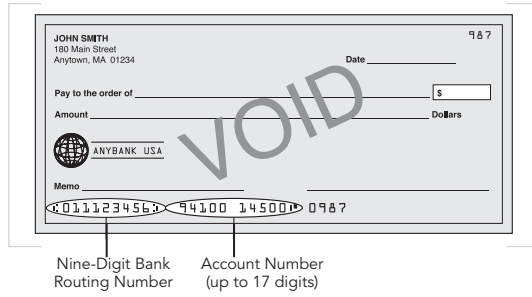 JOHN SMITH 987
180 Main Street
Anytown, MA 01234
Date
Pay to the order of $
Amount Dollars
VOID
ANYBANK USA
Memo
⑆011123456⑆ 94100 14500⑈ 0987
Nine-Digit Bank Account Number
Routing Number (up to 17 digits)